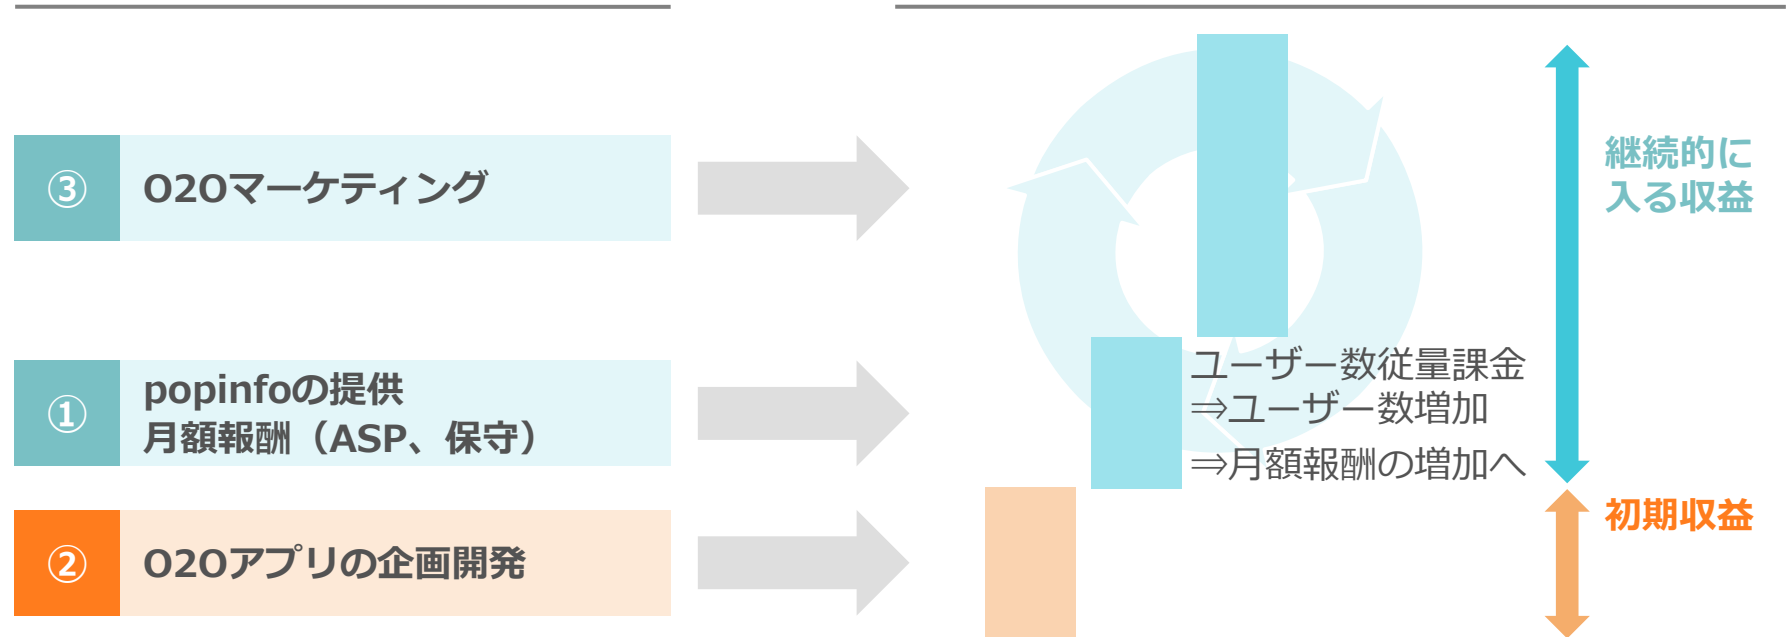 ③
O2Oマーケティング
継続的に
入る収益
①
popinfoの提供
月額報酬（ASP、保守）
ユーザー数従量課金
⇒ユーザー数増加
⇒月額報酬の増加へ
②
O2Oアプリの企画開発
初期収益